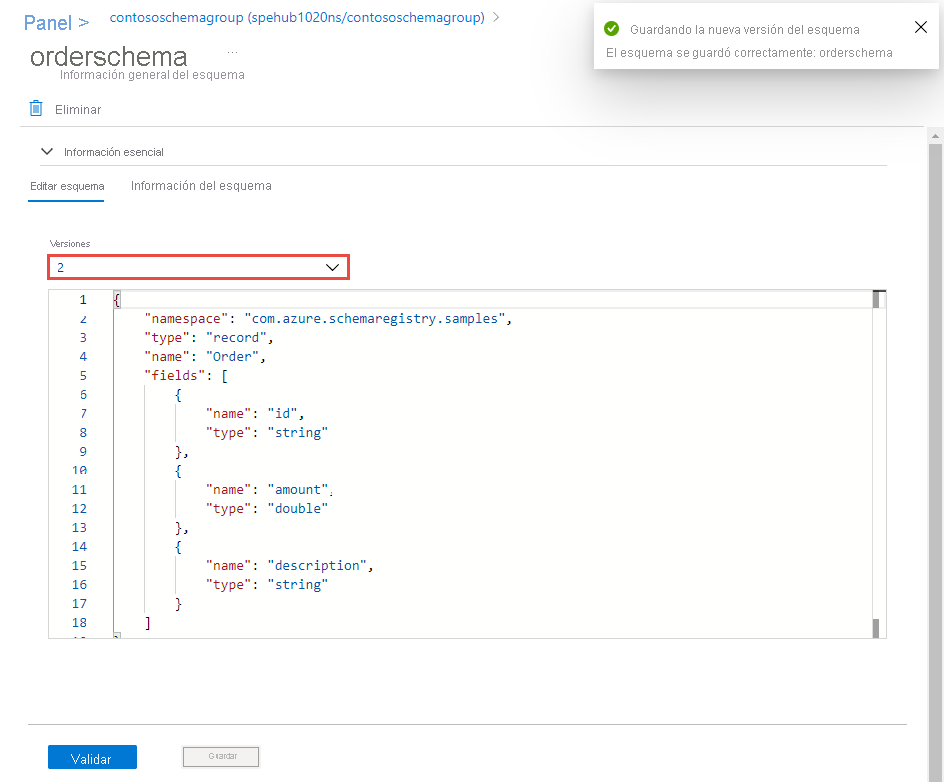 Panel > contososchemagroup (spehub1020ns/contososchemagroup) >
orderschema ...
Información general del esquema
Guardando la nueva versión del esquema
El esquema se guardó correctamente: orderschema
Eliminar
Información esencial
Editar esquema Información del esquema
Versiones
2
1 {
2 "namespace": "com.azure.schemaregistry.samples",
3 "type": "record",
4 "name": "Order",
5 "fields": [
6 {
7 "name": "id",
8 "type": "string"
9 },
10 {
11 "name": "amount",
12 "type": "double"
13 },
14 {
15 "name": "description",
16 "type": "string"
17 }
18 ]
Validar Guardar